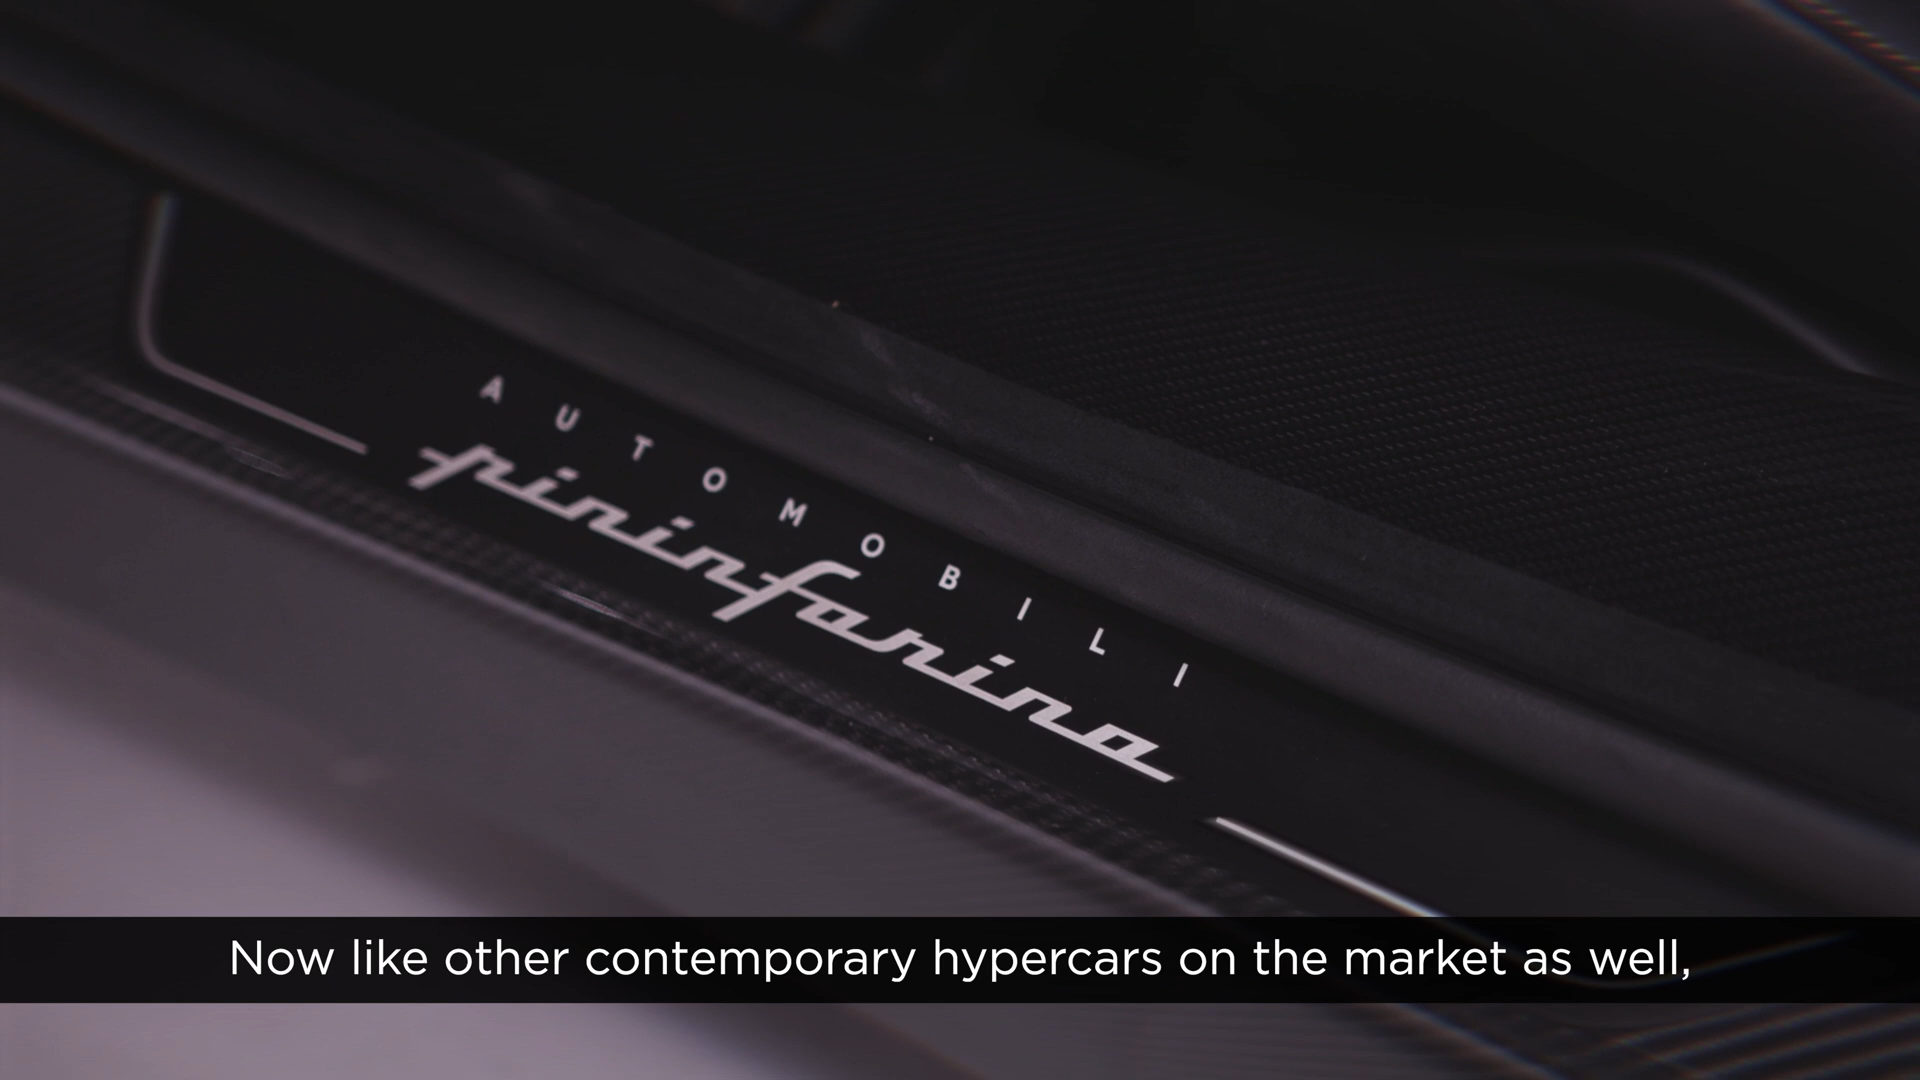 AUTOMOBILI
pininfarina
Now like other contemporary hypercars on the market as well,